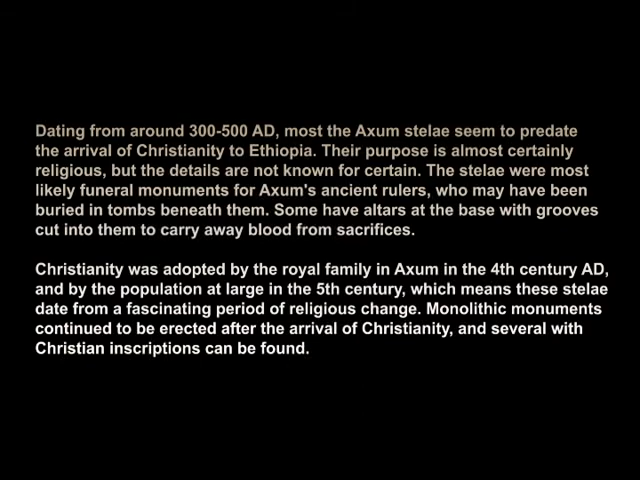 Dating from around 300-500 AD, most the Axum stelae seem to predate
the arrival of Christianity to Ethiopia. Their purpose is almost certainly
religious, but the details are not known for certain. The stelae were most
likely funeral monuments for Axum's ancient rulers, who may have been
buried in tombs beneath them. Some have altars at the base with grooves
cut into them to carry away blood from sacrifices.
Christianity was adopted by the royal family in Axum in the 4th century AD,
and by the population at large in the 5th century, which means these stelae
date from a fascinating period of religious change. Monolithic monuments
continued to be erected after the arrival of Christianity, and several with
Christian inscriptions can be found.